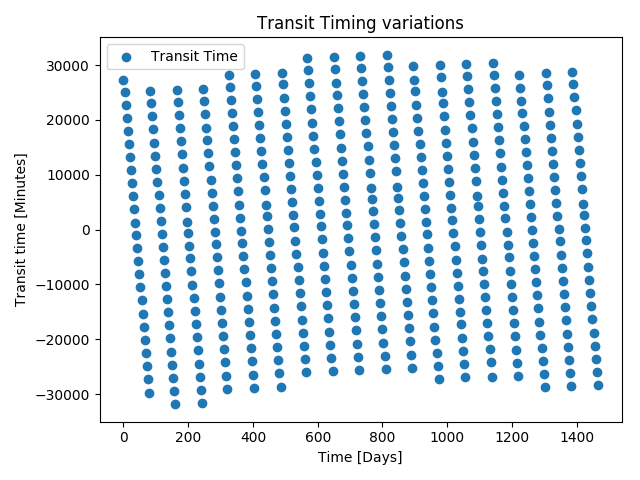 Transit Timing variations
Transit Time
Transit time [Minutes]
30000
20000
10000
0
−10000
−20000
−30000
0 200 400 600 800 1000 1200 1400
Time [Days]